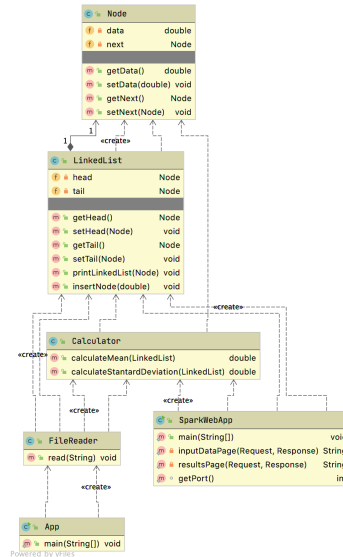 Node
data double
next Node
getData() double
setData(double) void
getNext() Node
setNext(Node) void
1
«create»
1
LinkedList
head Node
tail Node
getHead() Node
setHead(Node) void
getTail() Node
setTail(Node) void
printLinkedList(Node) void
insertNode(double) void
«create»
«create»
Calculator
calculateMean(LinkedList) double
calculateStantardDeviation(LinkedList) double
«create»
«create»
SparkWebApp
main(String[])
inputDataPage(Request, Response)
resultsPage(Request, Response)
getPort()
FileReader
read(String) void
«create»
App
main(String[]) void
Powered by yFiles